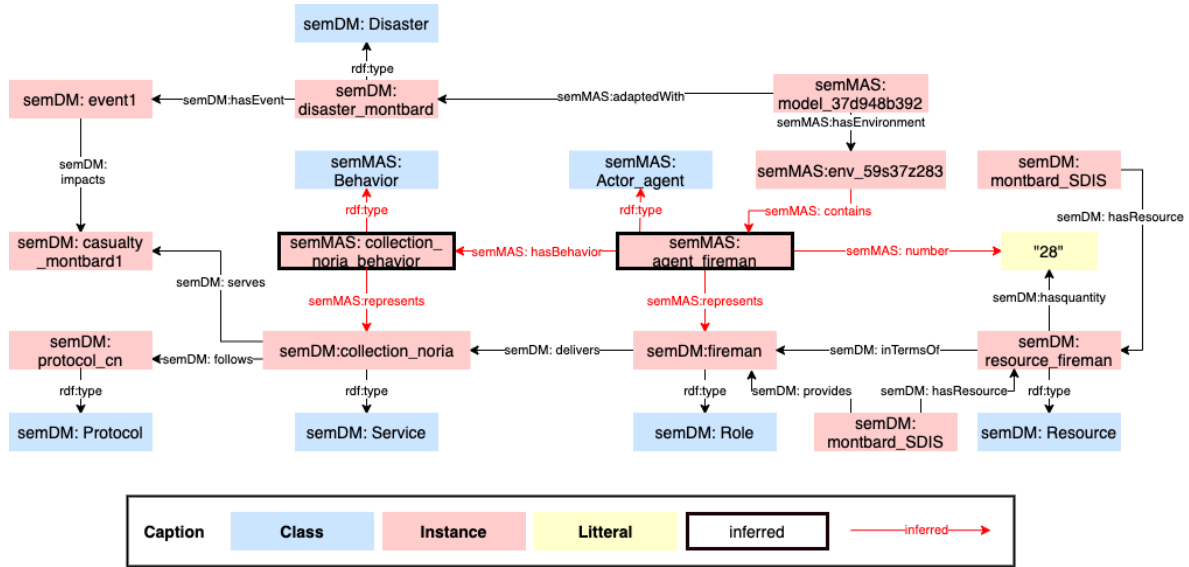 semDM: Disaster
rdf:type
semDM: event1
semDM:hasEvent
semDM:
disaster_montbard
semMAS:adaptedWith
semMAS:
model_37d948b392
semMAS:hasEnvironment
semDM:
impacts
semMAS:
Behavior
semMAS:
Actor_agent
semMAS:env_59s37z283
semDM:
montbard_SDIS
rdf:type
rdf:type
semMAS: contains
semDM: hasResource
semDM: casualty
_montbard1
semMAS: collection_
noria_behavior
semMAS: hasBehavior
semMAS:
agent_fireman
semMAS: number
"28"
semDM: serves
semMAS:represents
semMAS:represents
semDM:hasquantity
semDM:
protocol_cn
semDM: follows
semDM:collection_noria
semDM: delivers
semDM:fireman
semDM: inTermsOf
semDM:
resource_fireman
rdf:type
rdf:type
rdf:type
semDM: provides
semDM: hasResource
rdf:type
semDM: Protocol
semDM: Service
semDM: Role
semDM:
montbard_SDIS
semDM: Resource
Caption
Class
Instance
Litteral
inferred
inferred